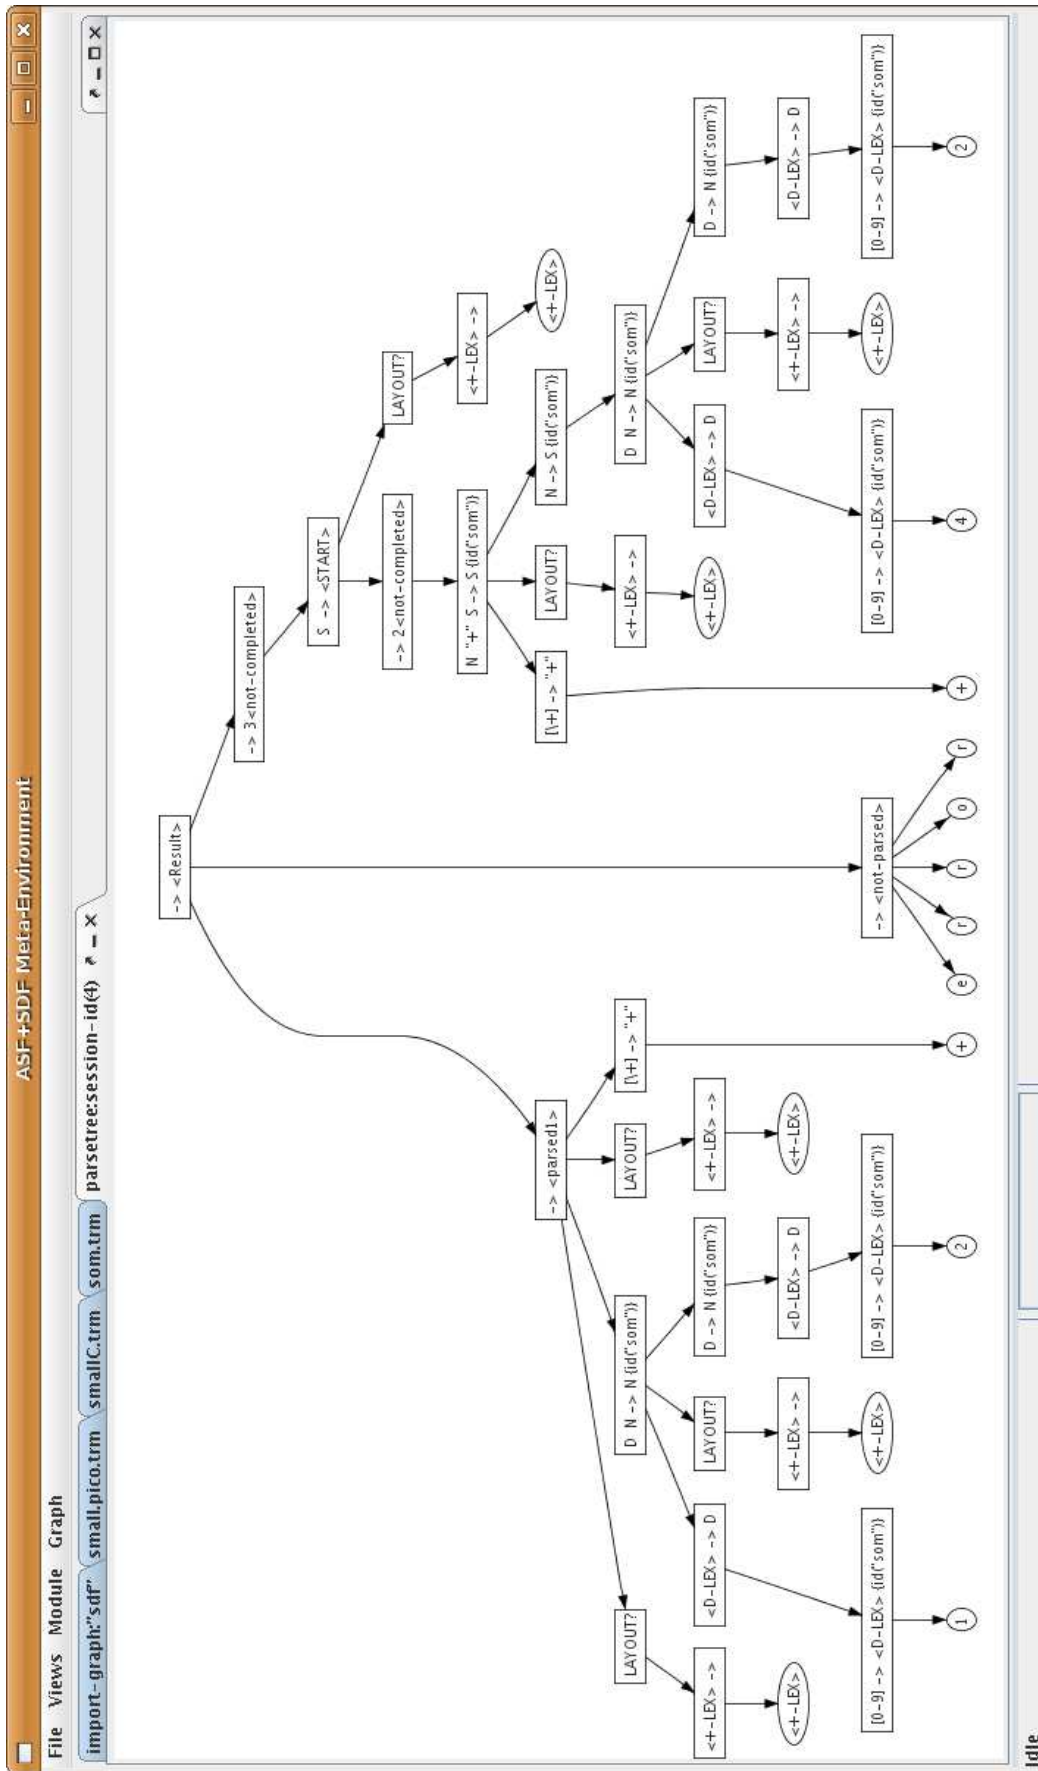 ASF+SDF Meta-Environment
File Views Module Graph
import-graph:"sdf" small.pico.trm smallC.trm som.trm parsetree:session-id(4)
-> <Result>
-> 3<not-completed>
S -> <START>
-> 2<not-completed> LAYOUT?
N "+" S -> S {id("som")} <+-LEX> ->
-> <parsed1> [\+] -> "+" LAYOUT? N -> S {id("som")} <+-LEX>
LAYOUT? D N -> N {id("som")} LAYOUT? [\+] -> "+" <+-LEX> -> D N -> N {id("som")}
<+-LEX> -> <D-LEX> -> D LAYOUT? D -> N {id("som")} <+-LEX> -> <+-LEX> <D-LEX> -> D LAYOUT? D -> N {id("som")}
<+-LEX> <+-LEX> -> <D-LEX> -> D <+-LEX> <+-LEX> -> <D-LEX> -> D
[0-9] -> <D-LEX> {id("som")} <+-LEX> [0-9] -> <D-LEX> {id("som")} -> <not-parsed> [0-9] -> <D-LEX> {id("som")} <+-LEX> [0-9] -> <D-LEX> {id("som")}
1 2 + e r r o r + 4 2
Idle